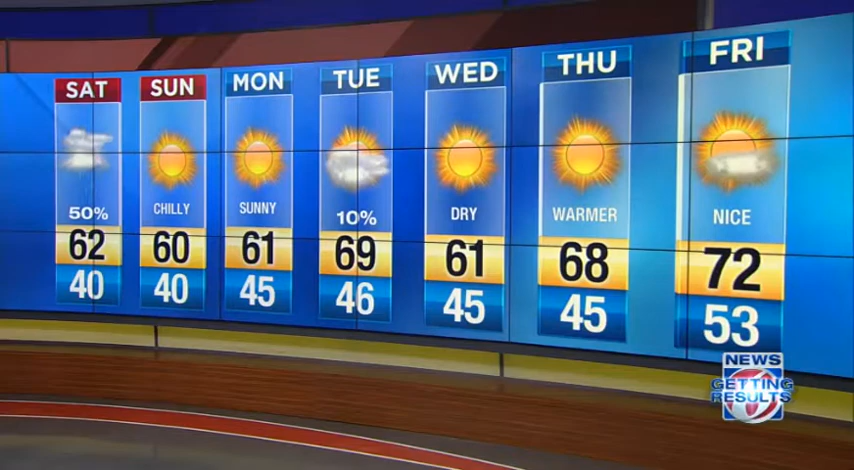 SAT
50%
62
40
SUN
CHILLY
60
40
MON
SUNNY
61
45
TUE
10%
69
46
WED
DRY
61
45
THU
WARMER
68
45
FRI
NICE
72
53
NEWS
GETTING
RESULTS